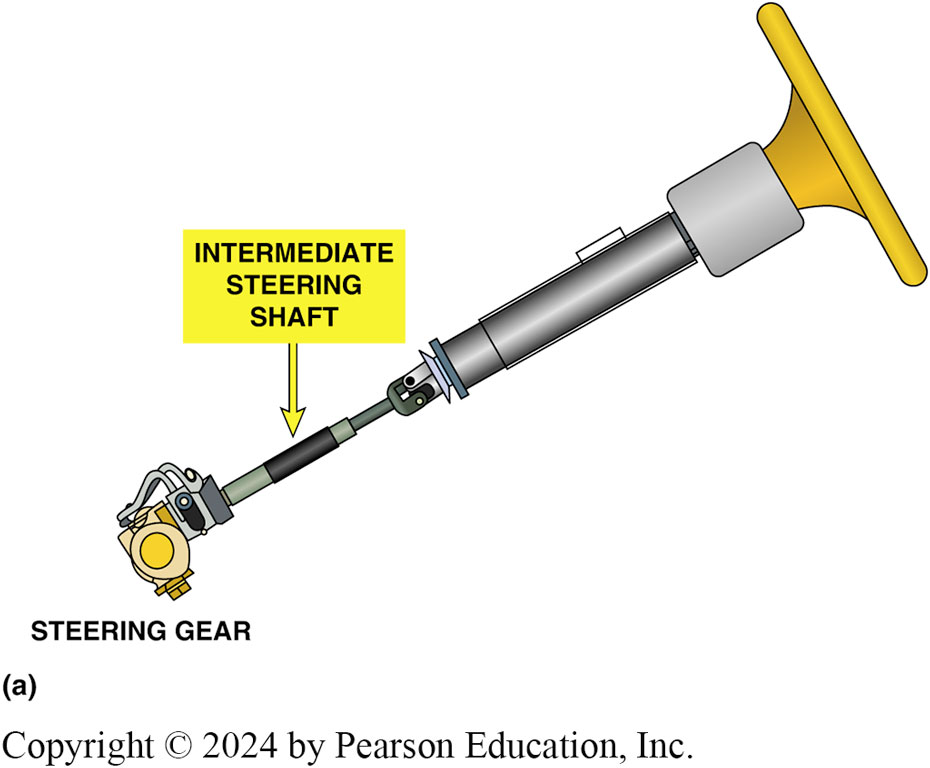 INTERMEDIATE
STEERING
SHAFT
STEERING GEAR
(a)
Copyright © 2024 by Pearson Education, Inc.